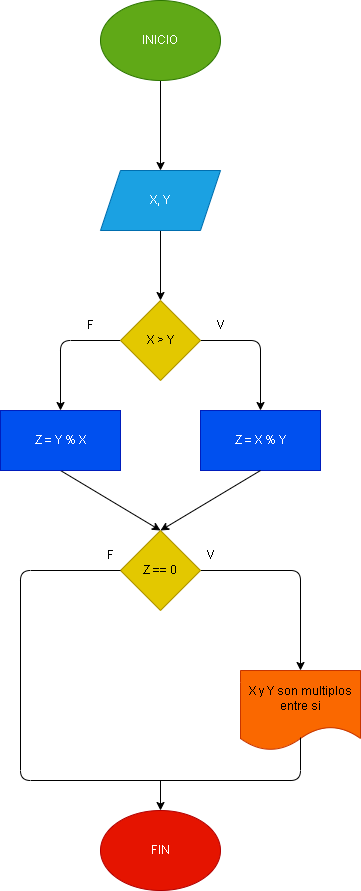 INICIO
X, Y
F
V
X > Y
Z = Y % X
Z = X % Y
F
V
Z == 0
X y Y son multiplos
entre si
FIN